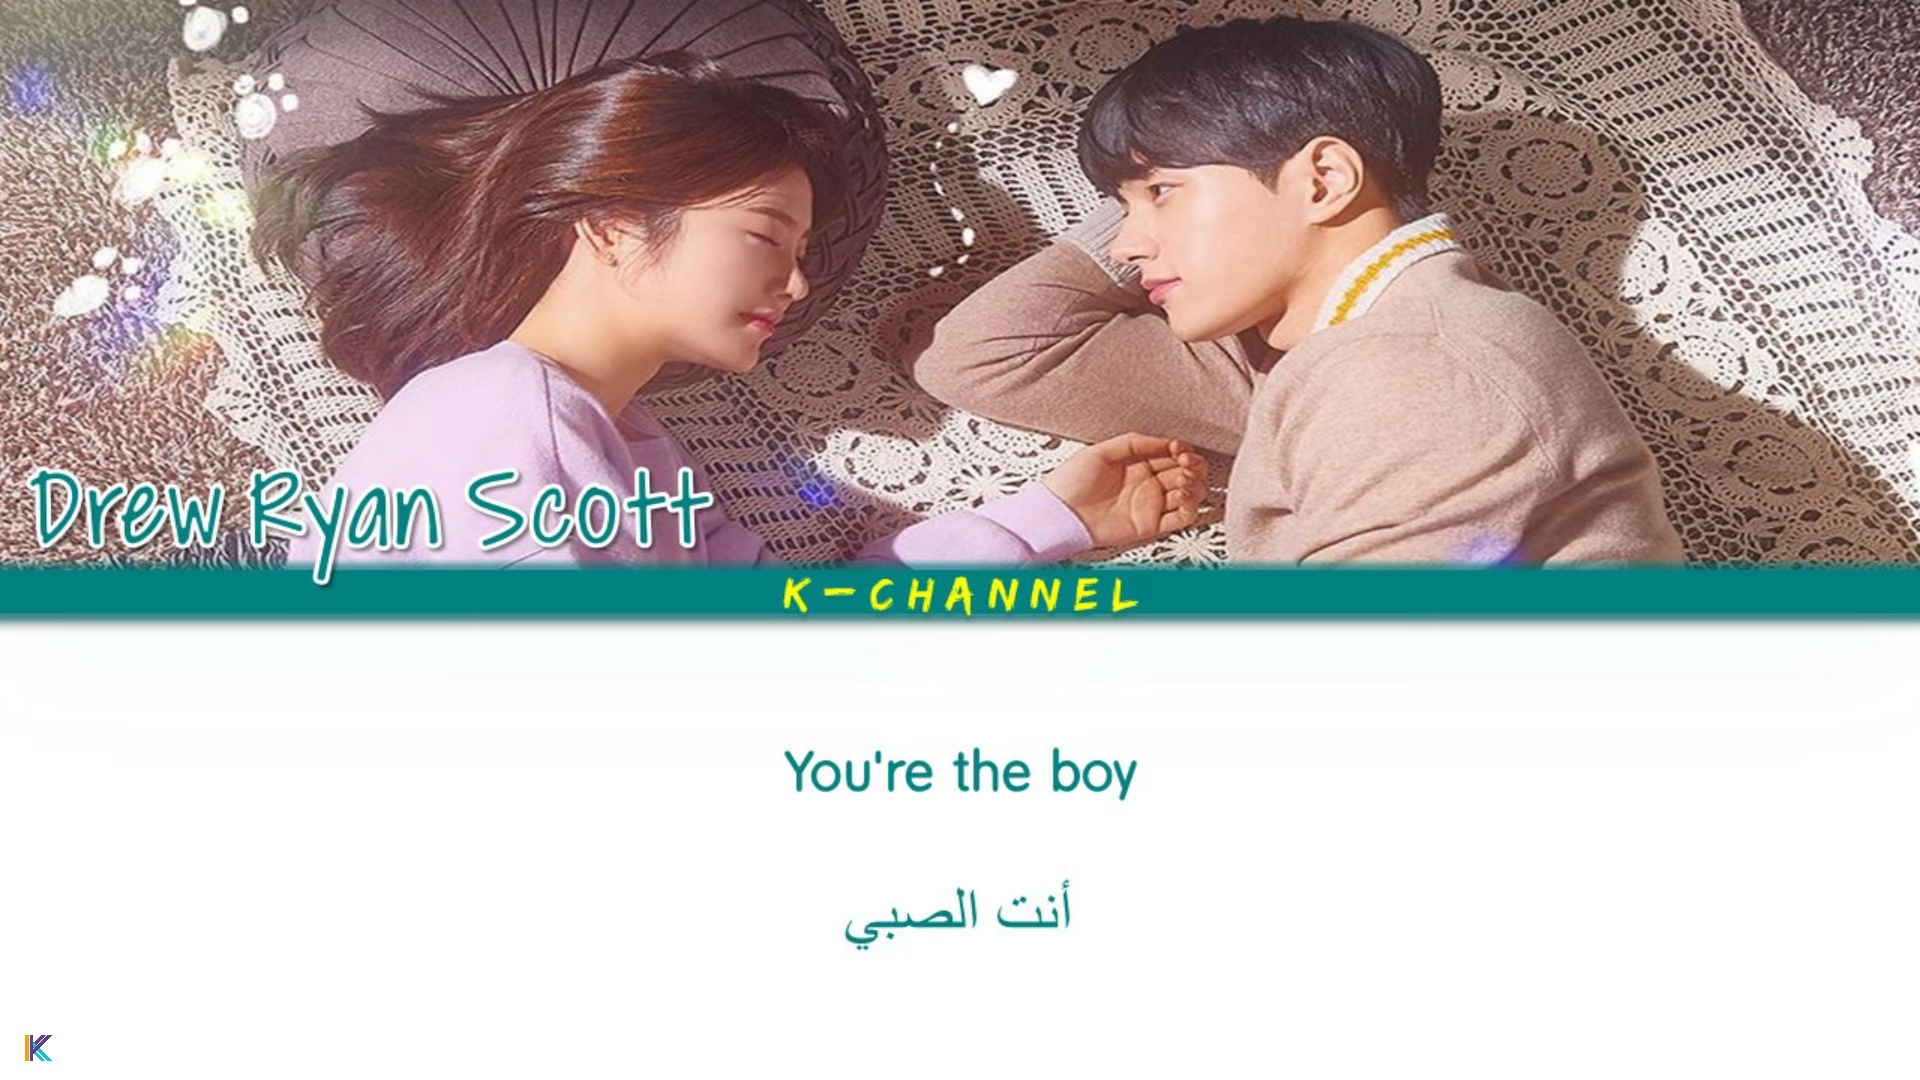 Drew Ryan Scott
K-CHANNEL
You're the boy
أنت الصبي
K